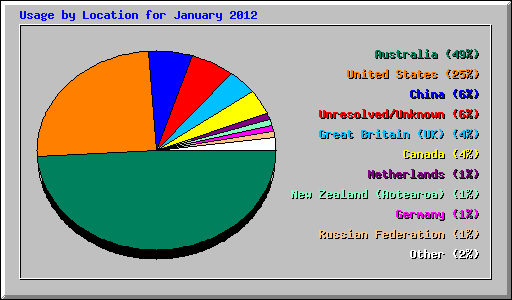 Usage by Location for January 2012
Australia (49%)
United States (25%)
China (6%)
Unresolved/Unknown (6%)
Great Britain (UK) (4%)
Canada (4%)
Netherlands (1%)
New Zealand (Aotearoa) (1%)
Germany (1%)
Russian Federation (1%)
Other (2%)